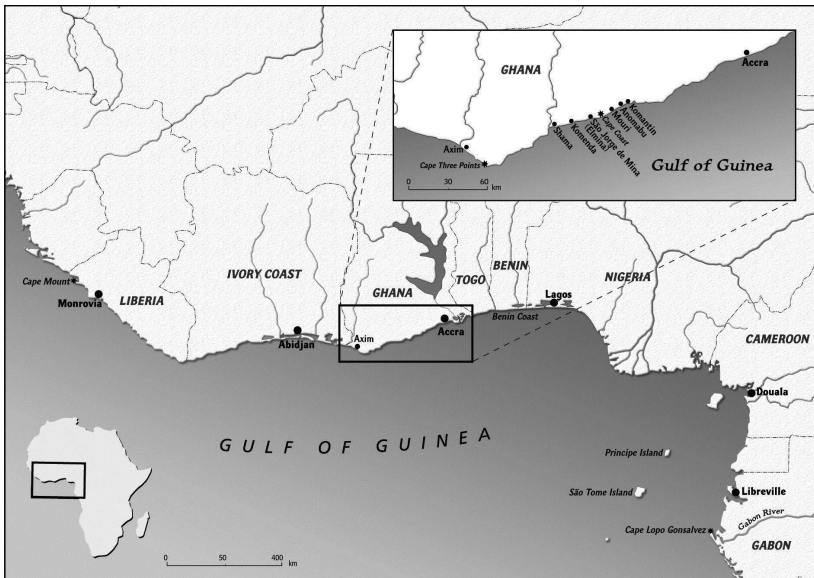 GHANA
Accra
Axim
Cape Three Points
Shama
Komenda
São Jorge de Mina
(Elmina)
Cape Coast
Mouri
Anomabu
Komantin
Gulf of Guinea
0 30 60
km
Cape Mount
Monrovia
LIBERIA
IVORY COAST
Abidjan
GHANA
Axim
Accra
TOGO
BENIN
Benin Coast
Lagos
NIGERIA
CAMEROON
Douala
GULF OF GUINEA
Principe Island
São Tome Island
Libreville
Cape Lopo Gonsalvez
Gabon River
GABON
0 50 400
km